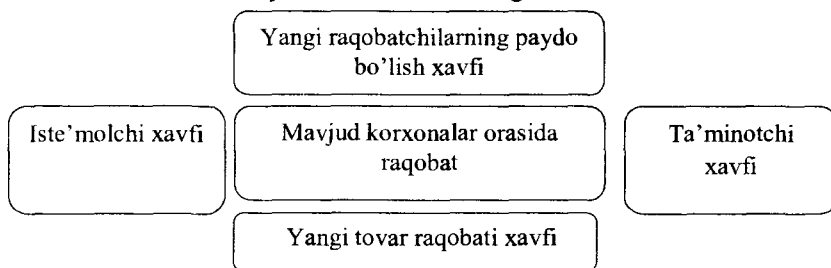 Yangi raqobatchilarning paydo
bo’lish xavfi
Iste’molchi xavfi
Mavjud korxonalar orasida
raqobat
Ta’minotchi
xavfi
Yangi tovar raqobati xavfi